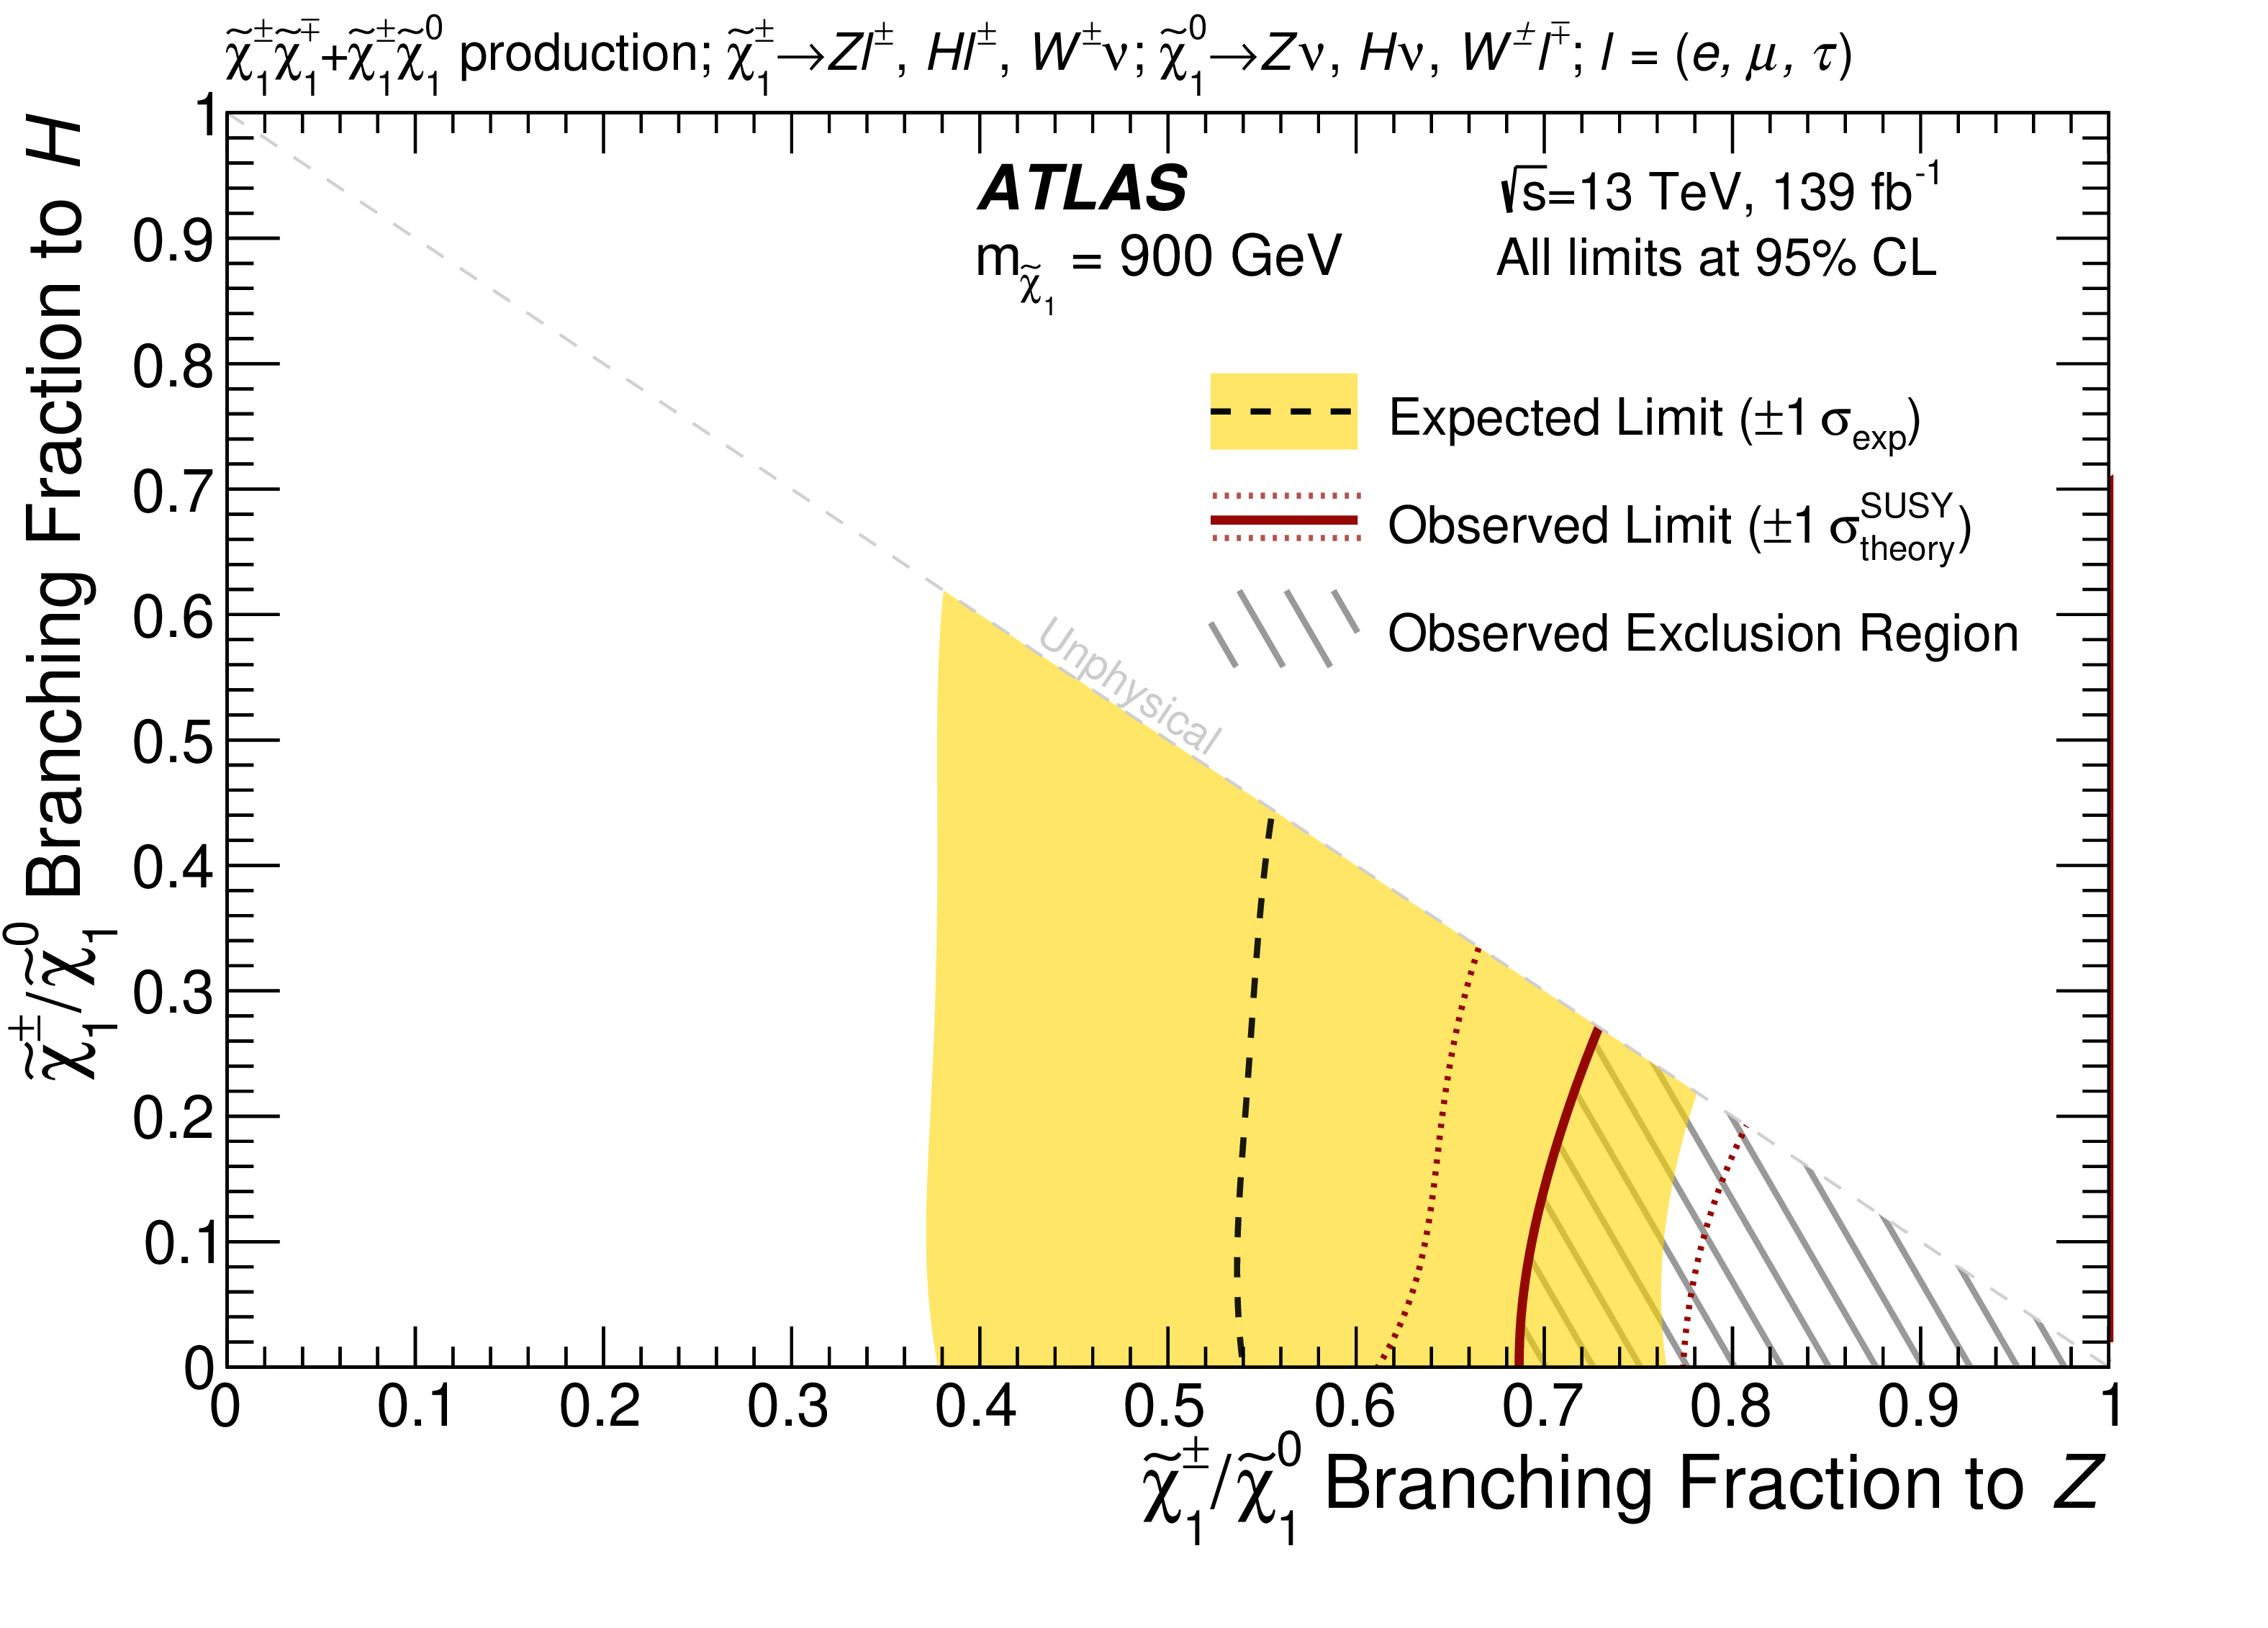 χ̃₁±χ̃₁∓+χ̃₁±χ̃₁⁰ production; χ̃₁±→Zl±, Hl±, W±ν; χ̃₁⁰→Zν, Hν, W±l∓; l = (e, μ, τ)
χ̃₁±/χ̃₁⁰ Branching Fraction to H
1
0.9
0.8
0.7
0.6
0.5
0.4
0.3
0.2
0.1
0
ATLAS
m_χ̃₁ = 900 GeV
√s=13 TeV, 139 fb⁻¹
All limits at 95% CL
Expected Limit (±1 σ_exp)
Observed Limit (±1 σ_theory^SUSY)
Observed Exclusion Region
Unphysical
0 0.1 0.2 0.3 0.4 0.5 0.6 0.7 0.8 0.9 1
χ̃₁±/χ̃₁⁰ Branching Fraction to Z